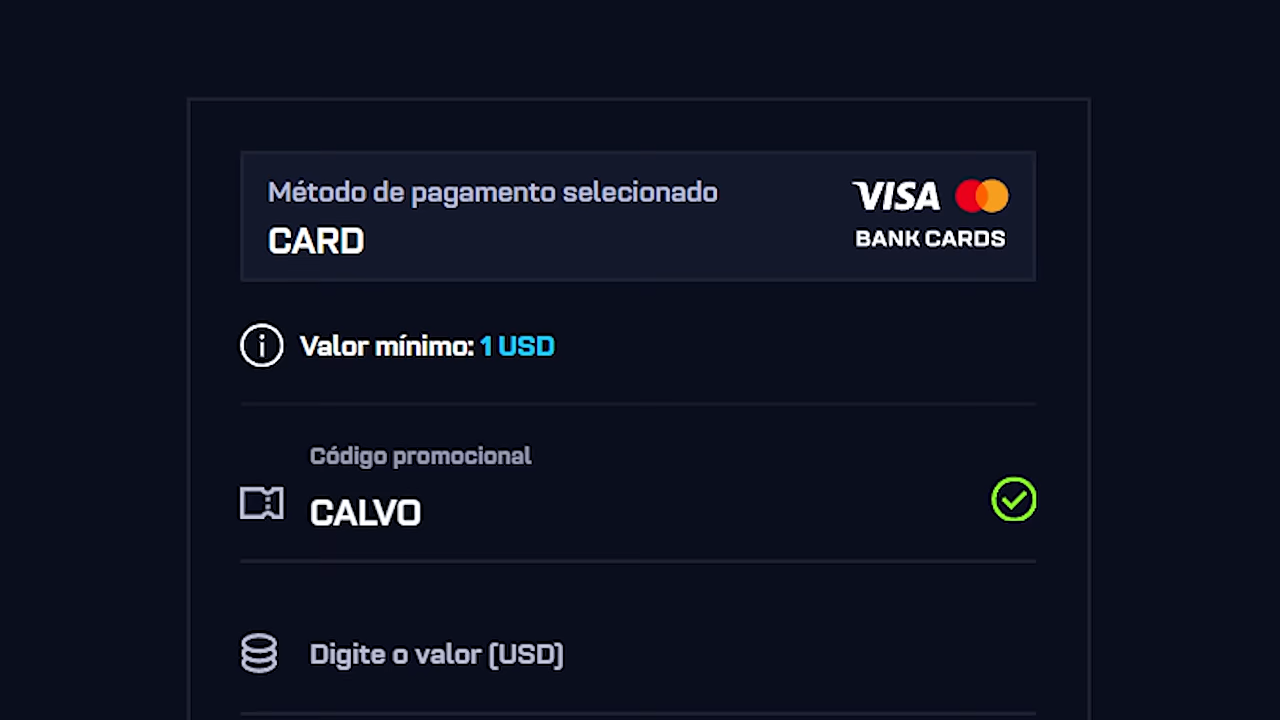 Método de pagamento selecionado
CARD
VISA
BANK CARDS
Valor mínimo: 1 USD
Código promocional
CALVO
Digite o valor (USD)